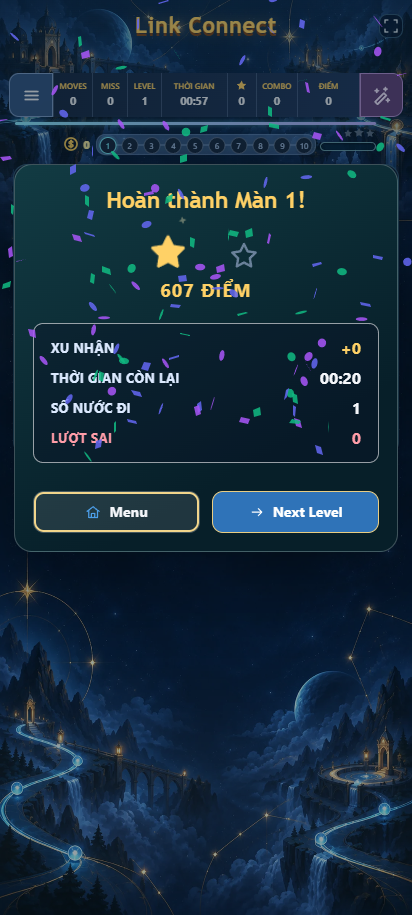 Link Connect
MOVES MISS LEVEL THỜI GIAN COMBO ĐIỂM
0 0 1 00:57 0 0 0
0 1 2 3 4 5 6 7 8 9 10
Hoàn thành Màn 1!
607 ĐIỂM
XU NHẬN +0
THỜI GIAN CÒN LẠI 00:20
SỐ NƯỚC ĐI 1
LƯỢT SAI 0
Menu Next Level